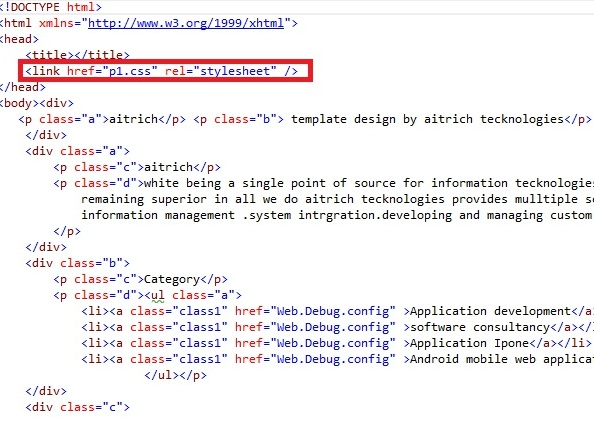 <!DOCTYPE html>
<html xmlns="http://www.w3.org/1999/xhtml">
<head>
<title></title>
<link href="p1.css" rel="stylesheet" />
</head>
<body><div>
<p class="a">aitrich</p> <p class="b"> template design by aitrich tecknologies</p>
</div>
<div class="a">
<p class="c">aitrich</p>
<p class="d">white being a single point of source for information tecknologies
remaining superior in all we do aitrich technologies provides mulltiple
information management .system intrgration.developing and managing custom
</p>
</div>
<div class="b">
<p class="c">Category</p>
<p class="d"><ul class="a">
<li><a class="class1" href="Web.Debug.config" >Application development</a
<li><a class="class1" href="Web.Debug.config" >software consultancy</a></l
<li><a class="class1" href="Web.Debug.config" >Application Ipone</a></li>
<li><a class="class1" href="Web.Debug.config" >Android mobile web applicat
</ul></p>
</div>
<div class="c">